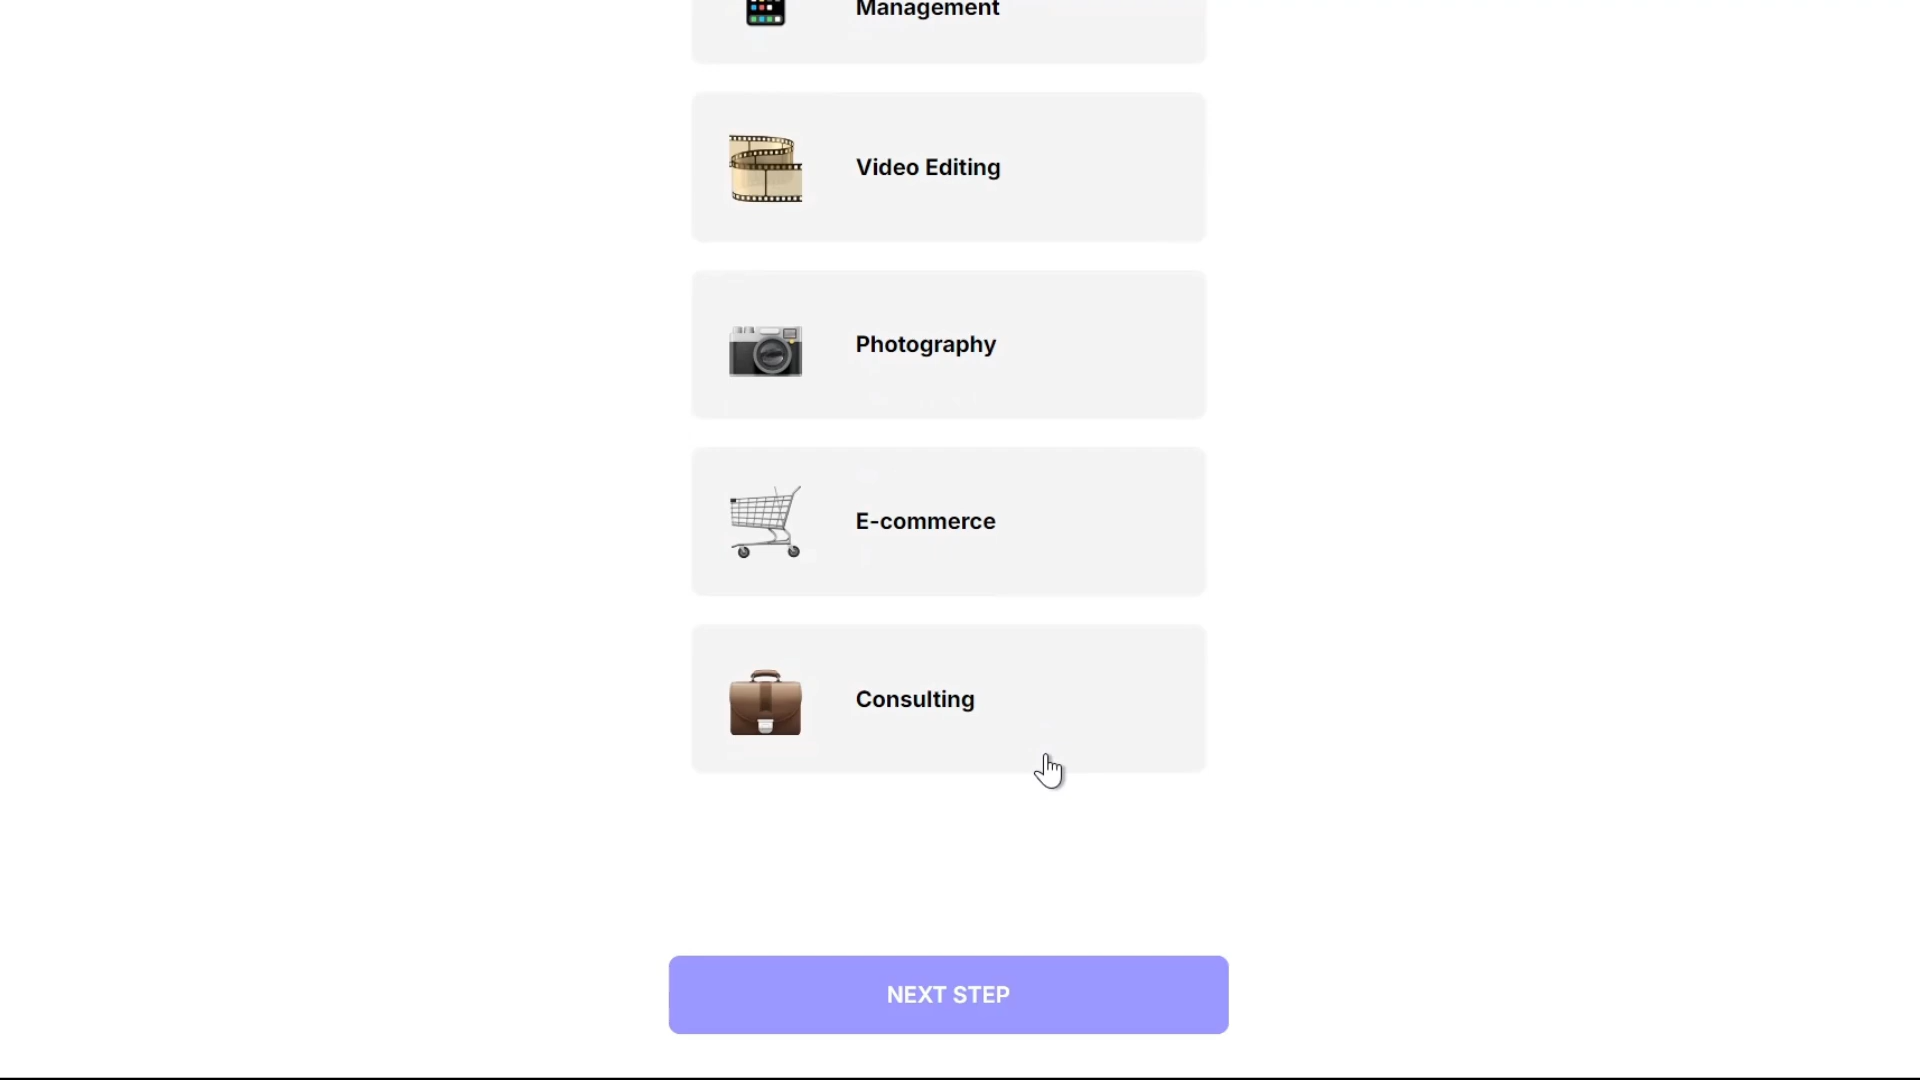 Management
Video Editing
Photography
E-commerce
Consulting
NEXT STEP